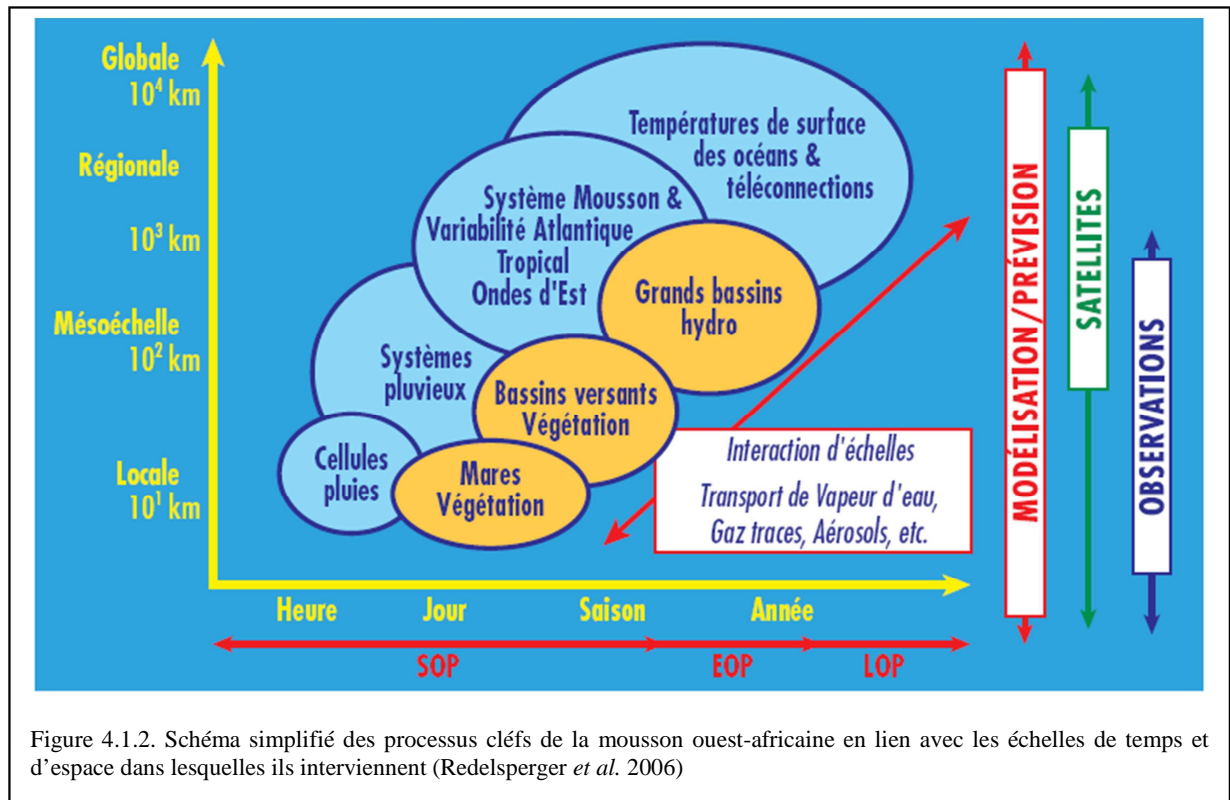 Globale
10⁴ km
Régionale
10³ km
Mésoéchelle
10² km
Locale
10¹ km
Températures de surface
des océans &
téléconnections
Système Mousson &
Variabilité Atlantique
Tropical
Ondes d'Est
Grands bassins
hydro
Systèmes
pluvieux
Bassins versants
Végétation
Cellules
pluies
Mares
Végétation
Interaction d'échelles
Transport de Vapeur d'eau,
Gaz traces, Aérosols, etc.
Heure Jour Saison Année
SOP EOP LOP
MODÉLISATION/PRÉVISION
SATELLITES
OBSERVATIONS
Figure 4.1.2. Schéma simplifié des processus cléfs de la mousson ouest-africaine en lien avec les échelles de temps et
d'espace dans lesquelles ils interviennent (Redelsperger et al. 2006)